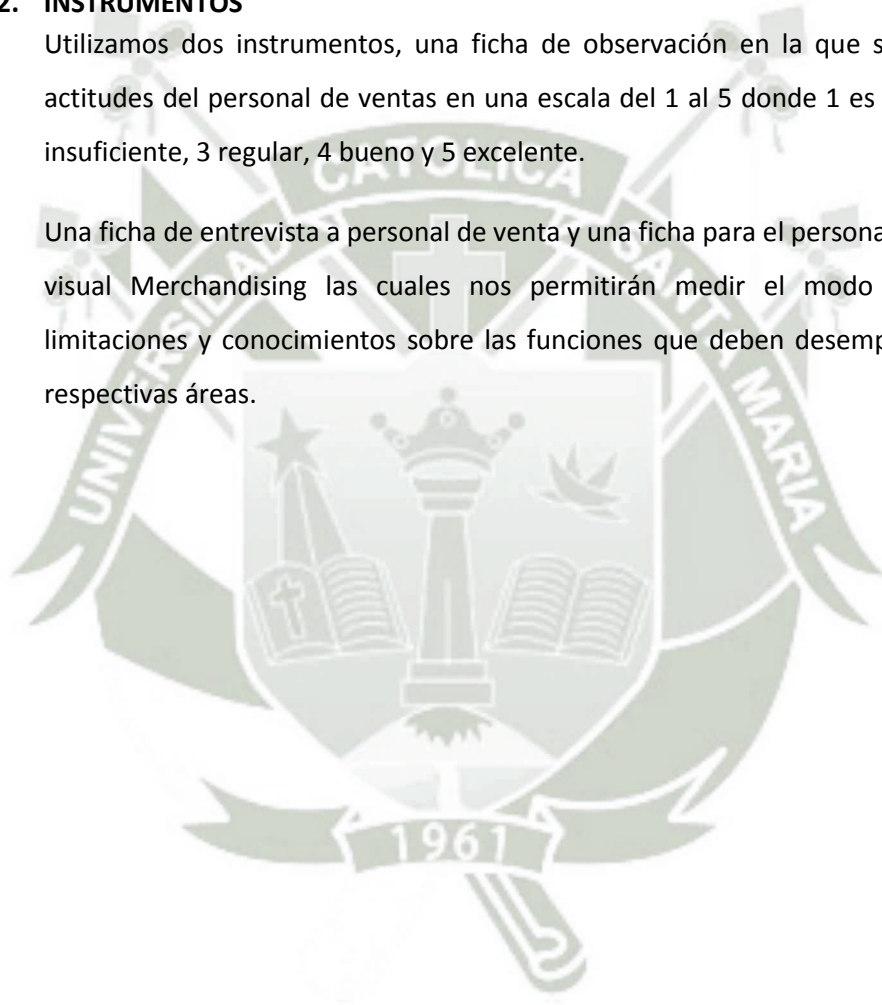 2. INSTRUMENTOS
Utilizamos dos instrumentos, una ficha de observación en la que s
actitudes del personal de ventas en una escala del 1 al 5 donde 1 es
insuficiente, 3 regular, 4 bueno y 5 excelente.
Una ficha de entrevista a personal de venta y una ficha para el persona
visual Merchandising las cuales nos permitirán medir el modo
limitaciones y conocimientos sobre las funciones que deben desemp
respectivas áreas.
UNIVERSIDAD CATOLICA SANTA MARIA
1961